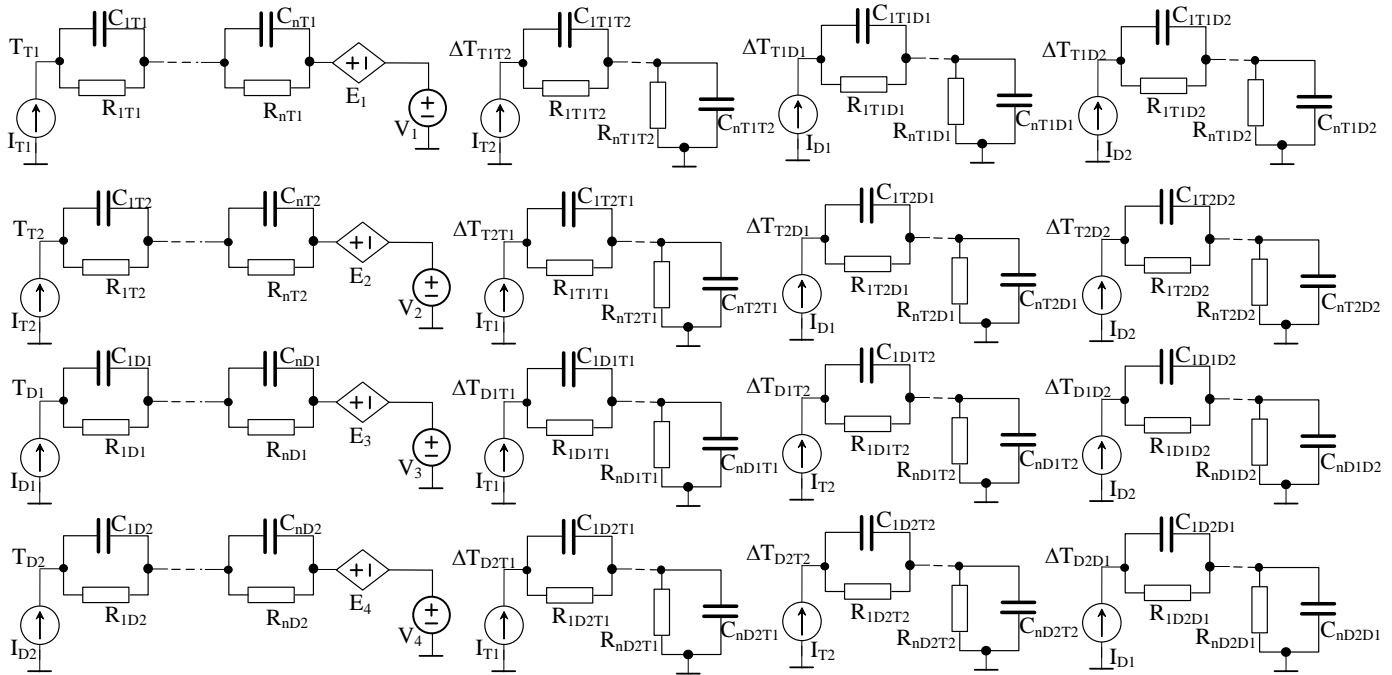 C1T1 CnT1 C1T1T2 C1T1D1 C1T1D2
TT1 ΔTT1T2 ΔTT1D1 ΔTT1D2
R1T1 RnT1 E1 V1 R1T1T2 RnT1T2 CnT1T2 R1T1D1 RnT1D1 CnT1D1 R1T1D2 RnT1D2 CnT1D2
IT1 IT2 ID1 ID2
C1T2 CnT2 C1T2T1 C1T2D1 C1T2D2
TT2 ΔTT2T1 ΔTT2D1 ΔTT2D2
R1T2 RnT2 E2 V2 R1T1T1 RnT2T1 CnT2T1 R1T2D1 RnT2D1 CnT2D1 R1T2D2 RnT2D2 CnT2D2
IT2 IT1 ID1 ID2
C1D1 CnD1 C1D1T1 C1D1T2 C1D1D2
TD1 ΔTD1T1 ΔTD1T2 ΔTD1D2
R1D1 RnD1 E3 V3 R1D1T1 RnD1T1 CnD1T1 R1D1T2 RnD1T2 CnD1T2 R1D1D2 RnD1D2 CnD1D2
ID1 IT1 IT2 ID2
C1D2 CnD2 C1D2T1 C1D2T2 C1D2D1
TD2 ΔTD2T1 ΔTD2T2 ΔTD2D1
R1D2 RnD2 E4 V4 R1D2T1 RnD2T1 CnD2T1 R1D2T2 RnD2T2 CnD2T2 R1D2D1 RnD2D1 CnD2D1
ID2 IT1 IT2 ID1